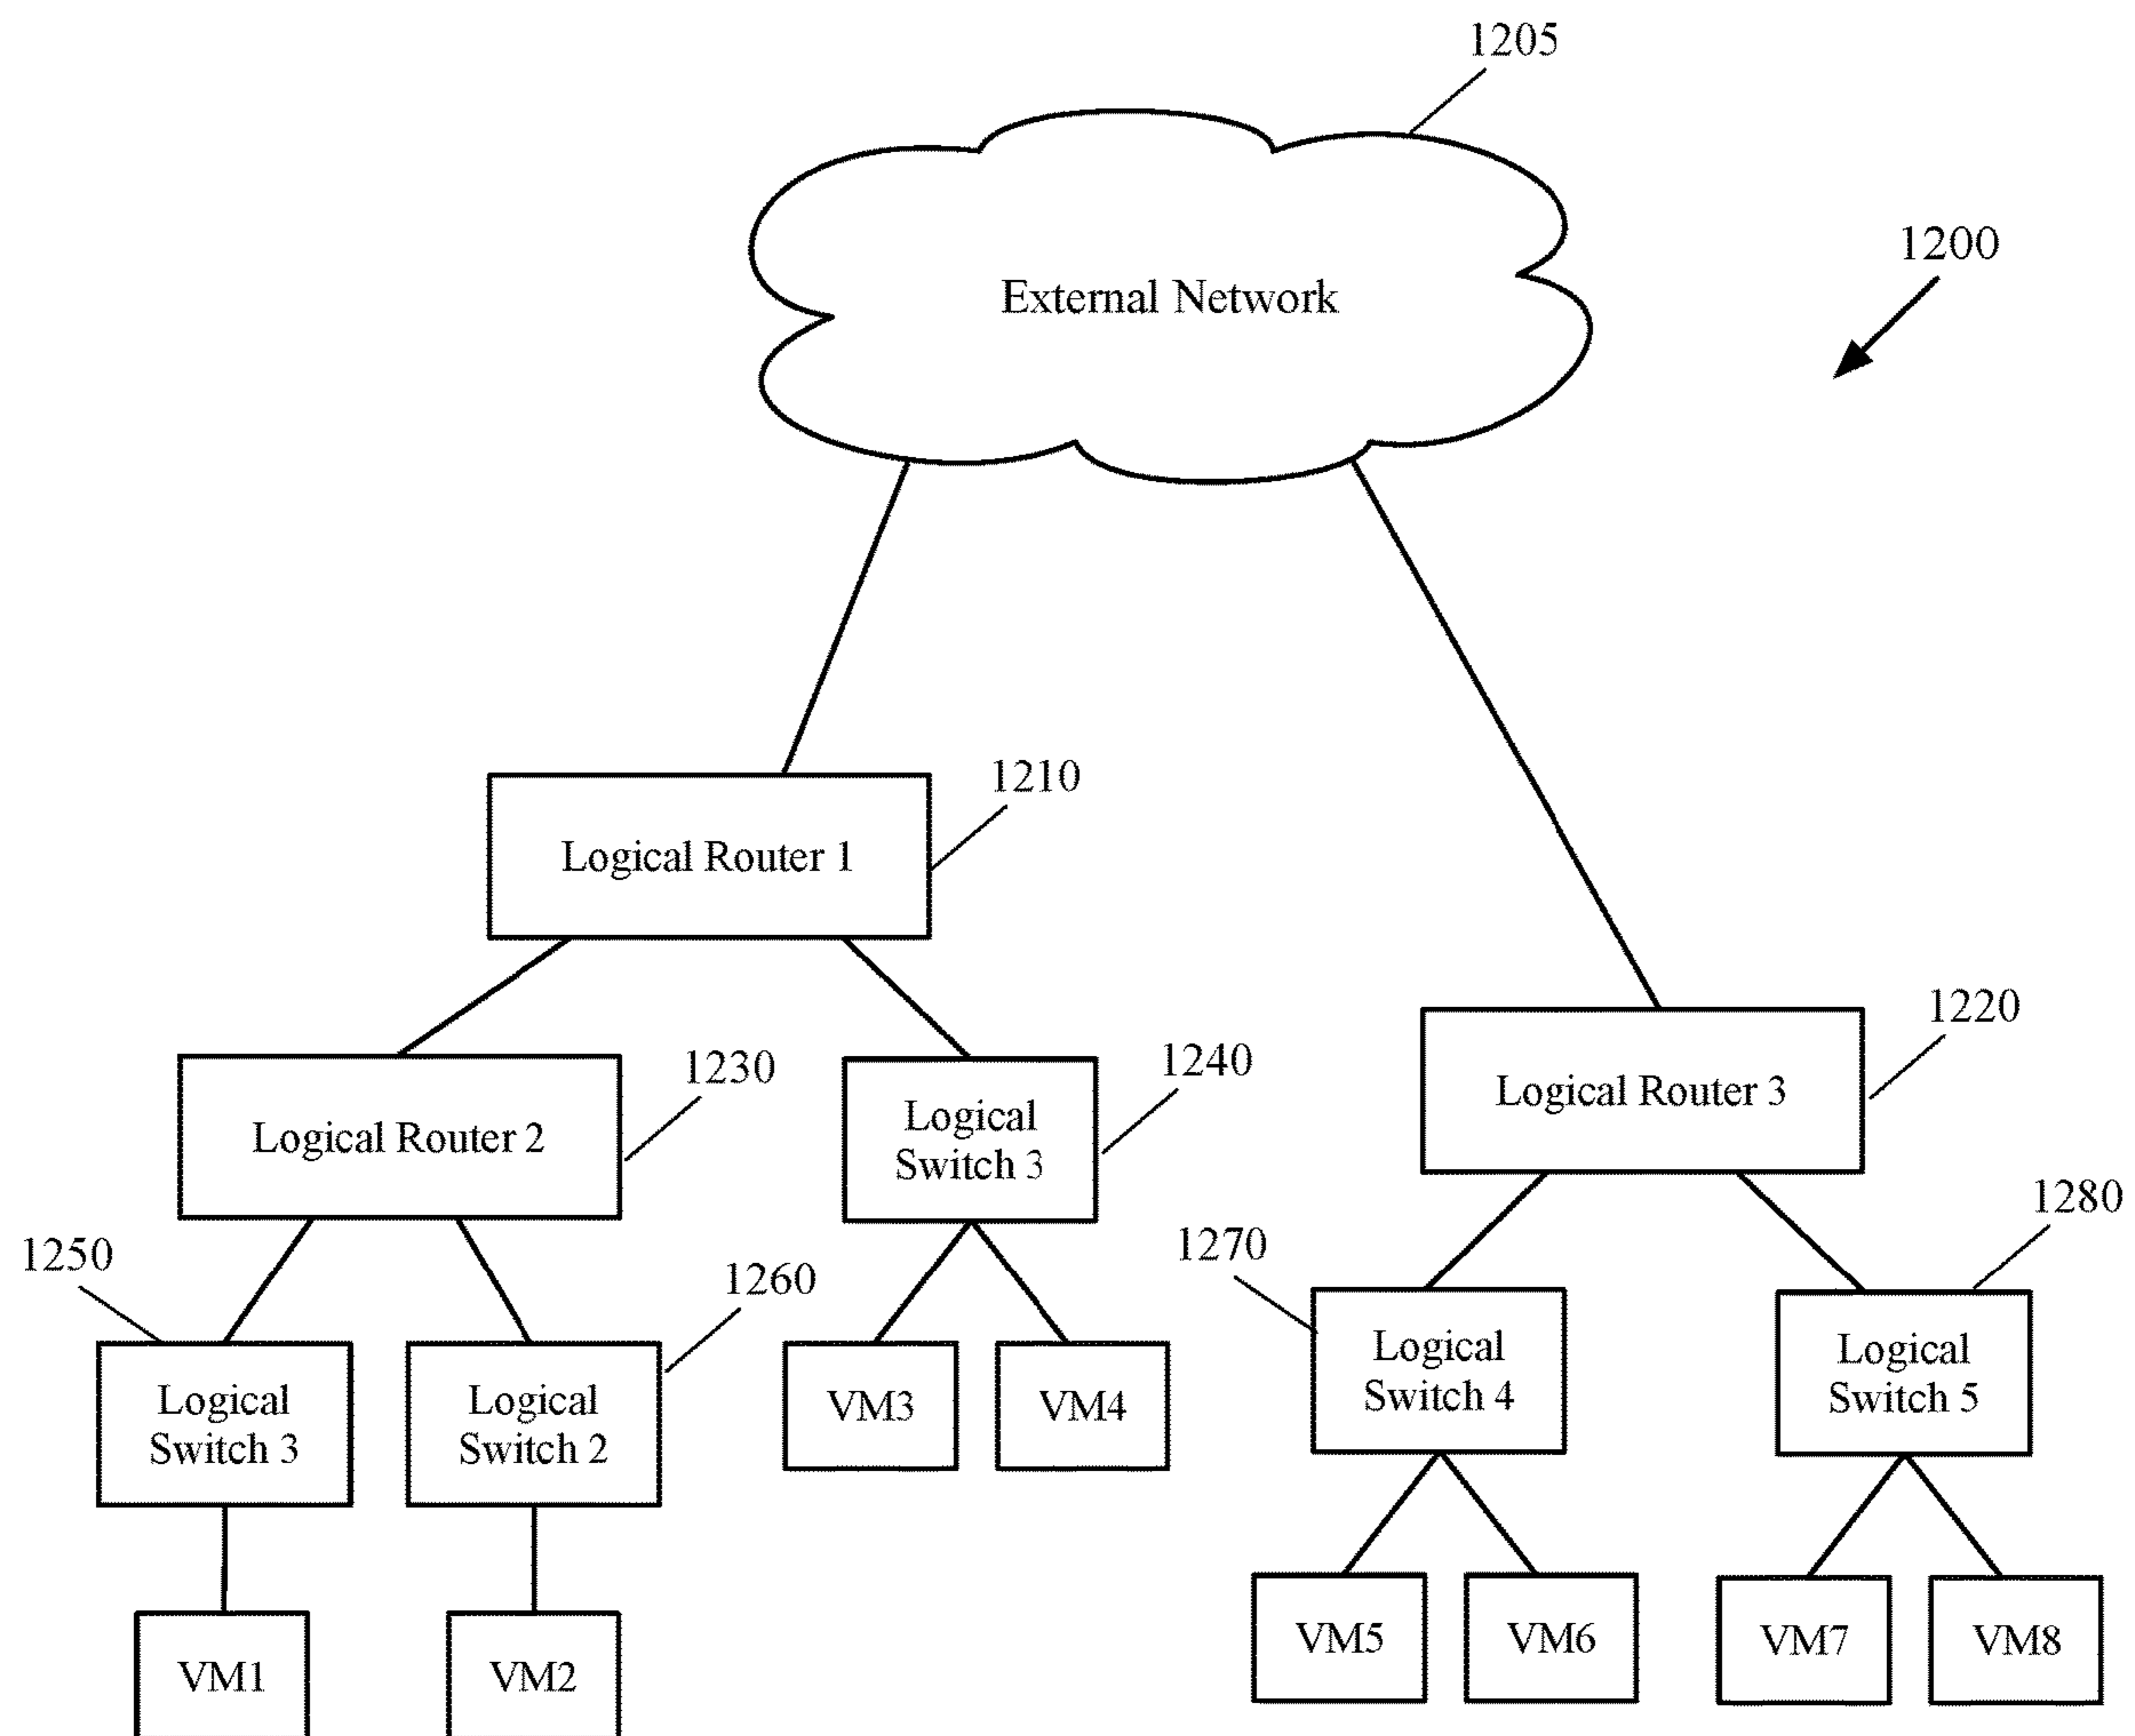 1205
External Network
1200
1210
Logical Router 1
1220
1230
1240
Logical Router 2
Logical
Switch 3
Logical Router 3
1250
1260
1270
1280
Logical
Switch 3
Logical
Switch 2
VM3
VM4
Logical
Switch 4
Logical
Switch 5
VM1
VM2
VM5
VM6
VM7
VM8